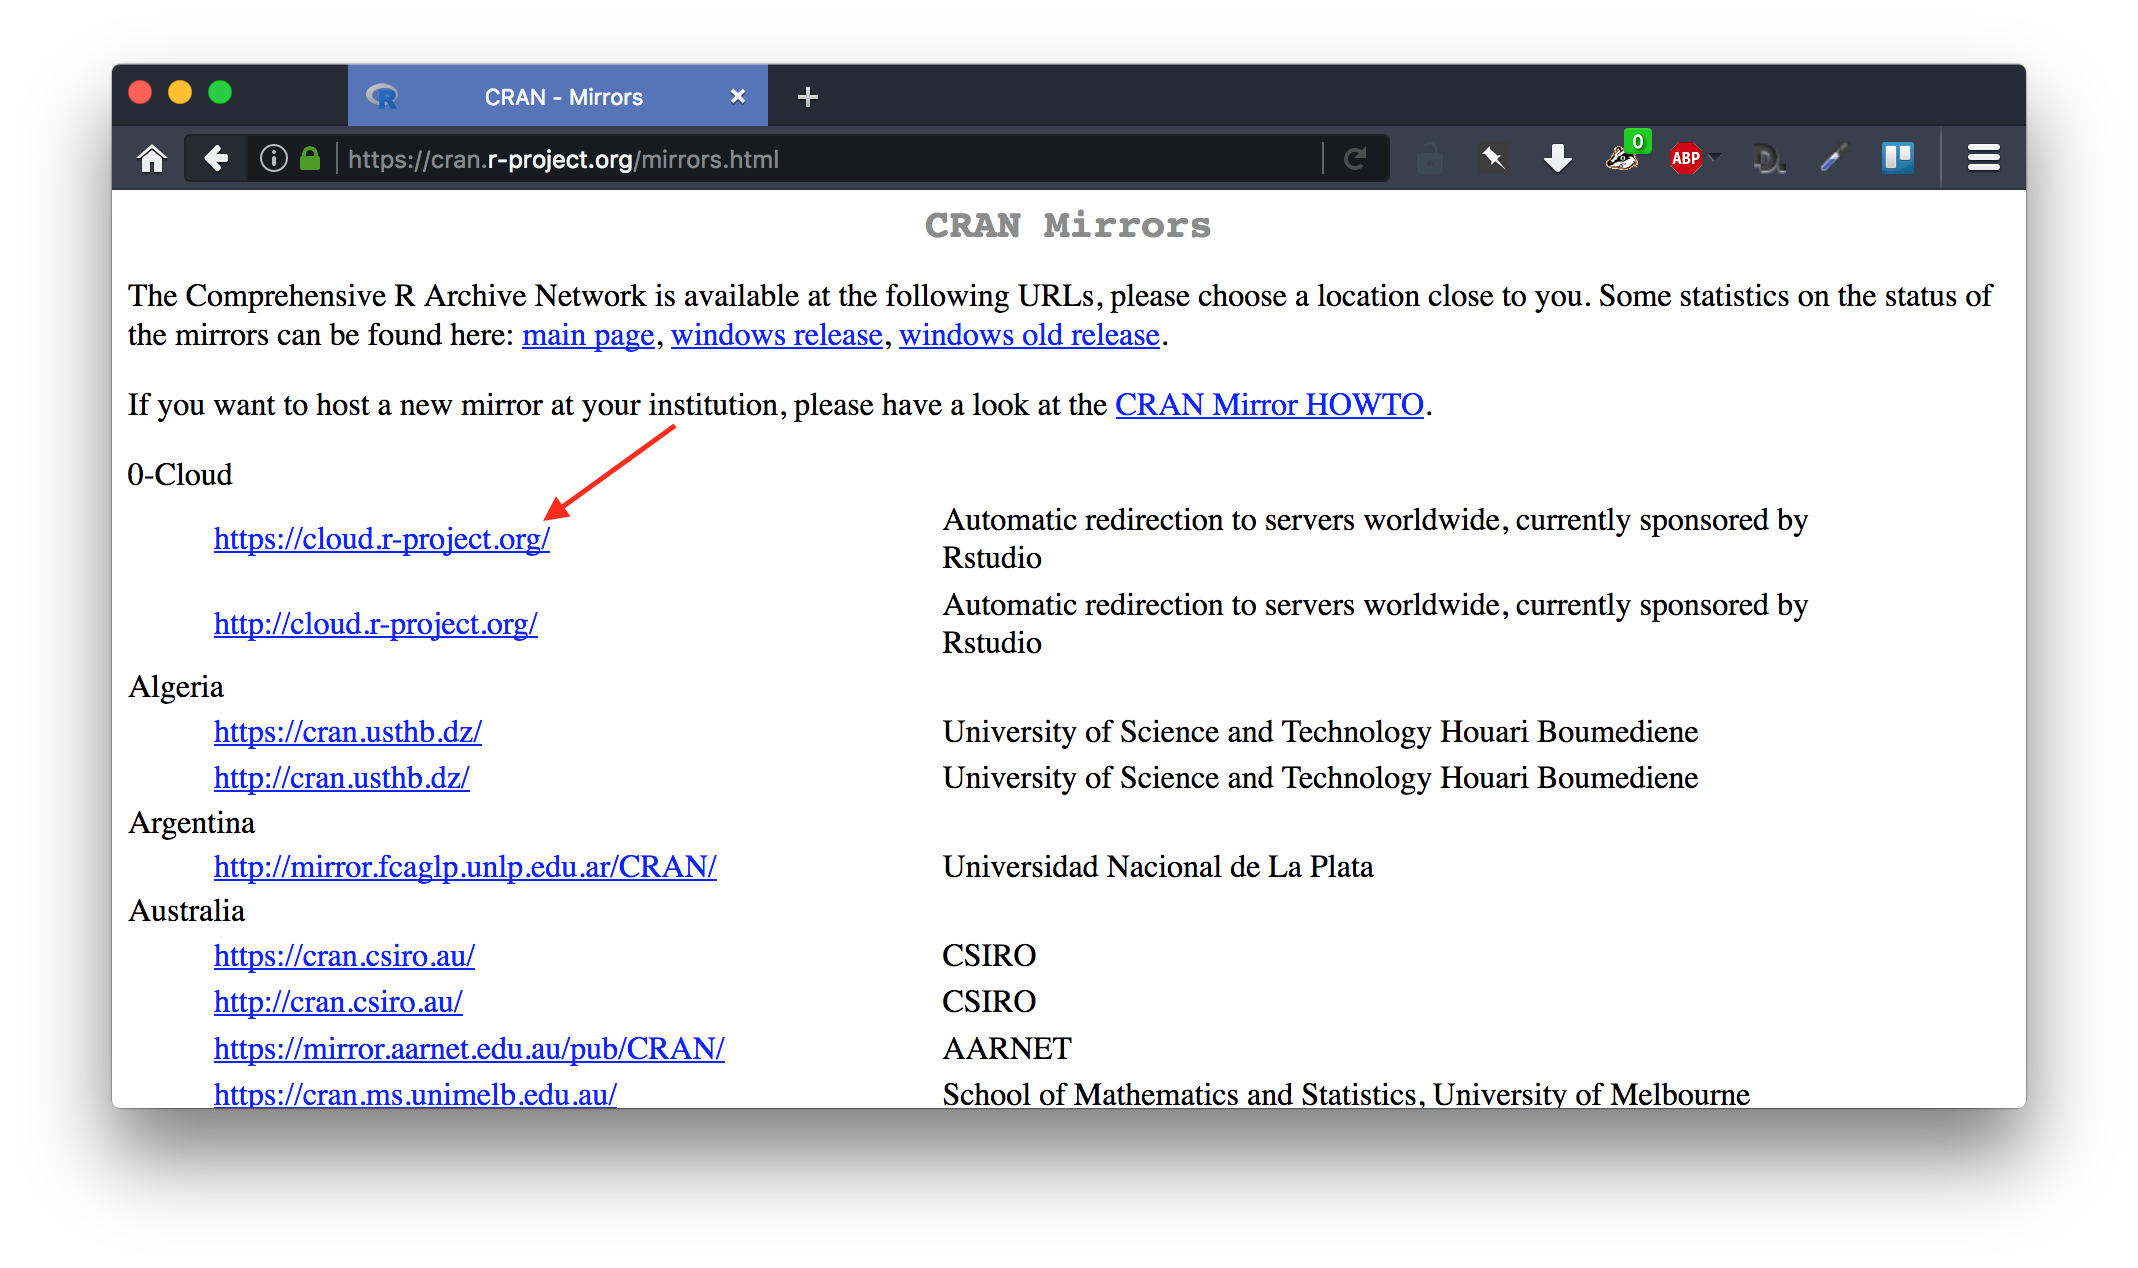 CRAN - Mirrors
https://cran.r-project.org/mirrors.html
0
ABP
D.
CRAN Mirrors
The Comprehensive R Archive Network is available at the following URLs, please choose a location close to you. Some statistics on the status of
the mirrors can be found here: main page, windows release, windows old release.
If you want to host a new mirror at your institution, please have a look at the CRAN Mirror HOWTO.
0-Cloud
https://cloud.r-project.org/ Automatic redirection to servers worldwide, currently sponsored by
Rstudio
http://cloud.r-project.org/ Automatic redirection to servers worldwide, currently sponsored by
Rstudio
Algeria
https://cran.usthb.dz/ University of Science and Technology Houari Boumediene
http://cran.usthb.dz/ University of Science and Technology Houari Boumediene
Argentina
http://mirror.fcaglp.unlp.edu.ar/CRAN/ Universidad Nacional de La Plata
Australia
https://cran.csiro.au/ CSIRO
http://cran.csiro.au/ CSIRO
https://mirror.aarnet.edu.au/pub/CRAN/ AARNET
https://cran.ms.unimelb.edu.au/ School of Mathematics and Statistics, University of Melbourne